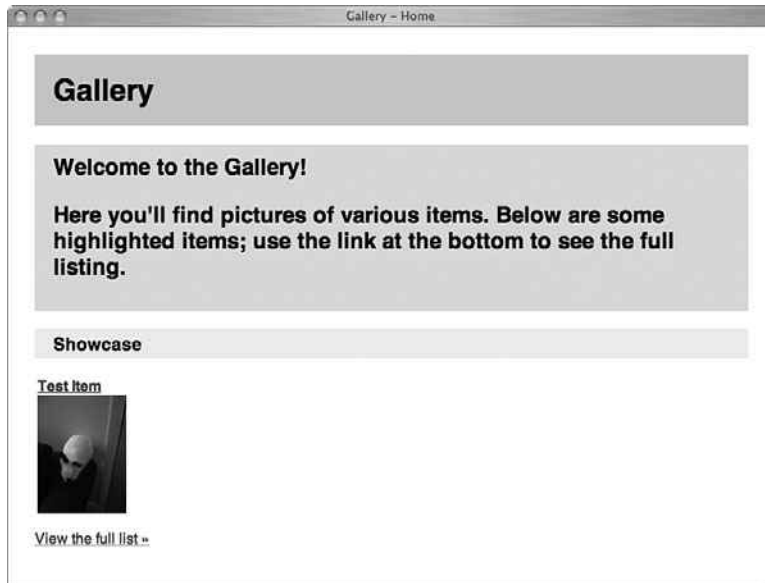 Gallery – Home
Gallery
Welcome to the Gallery!
Here you'll find pictures of various items. Below are some
highlighted items; use the link at the bottom to see the full
listing.
Showcase
Test Item
View the full list »